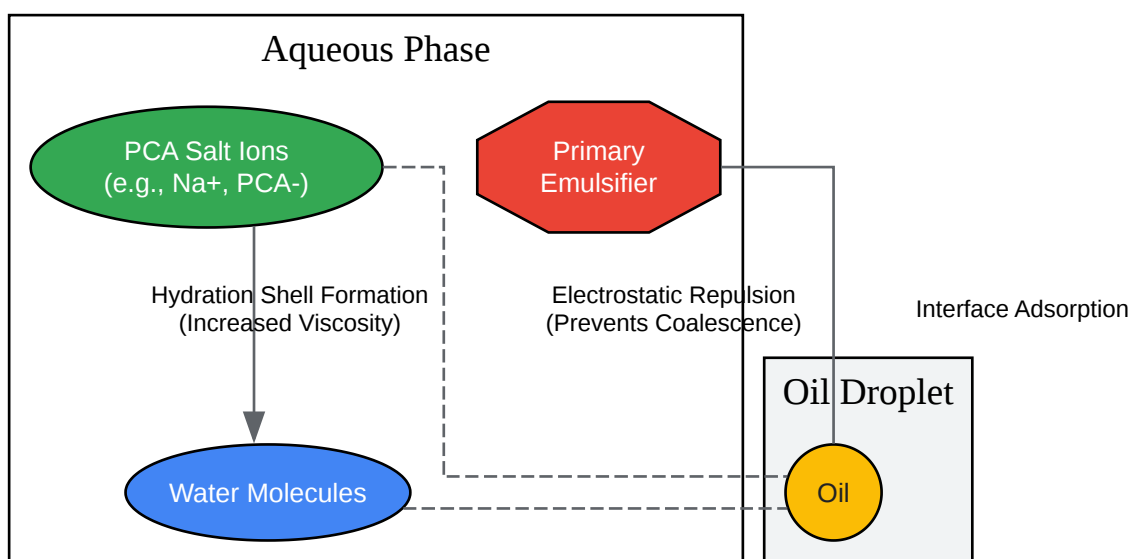 Aqueous Phase
PCA Salt Ions
(e.g., Na+, PCA-)
Primary
Emulsifier
Hydration Shell Formation
(Increased Viscosity)
Electrostatic Repulsion
(Prevents Coalescence)
Interface Adsorption
Oil Droplet
Water Molecules
Oil